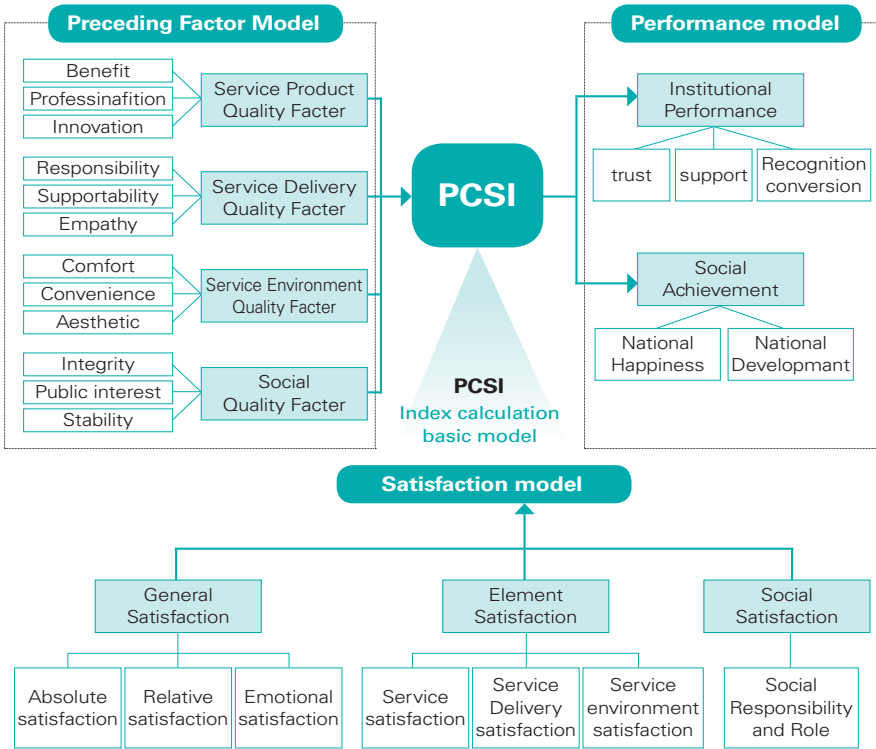 Preceding Factor Model
Benefit
Professinafition
Innovation
Service Product
Quality Facter
Responsibility
Supportability
Empathy
Service Delivery
Quality Facter
Comfort
Convenience
Aesthetic
Service Environment
Quality Facter
Integrity
Public interest
Stability
Social
Quality Facter
PCSI
PCSI
Index calculation
basic model
Performance model
Institutional
Performance
trust
support
Recognition
conversion
Social
Achievement
National
Happiness
National
Developmant
Satisfaction model
General
Satisfaction
Absolute
satisfaction
Relative
satisfaction
Emotional
satisfaction
Element
Satisfaction
Service
satisfaction
Service
Delivery
satisfaction
Service
environment
satisfaction
Social
Satisfaction
Social
Responsibility
and Role